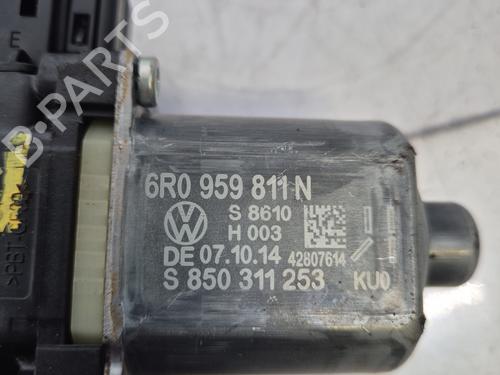 E
B-PARTS
6R0 959 811 N
S 8610
H 003
DE 07.10.14 42807614
S 850 311 253 KU0